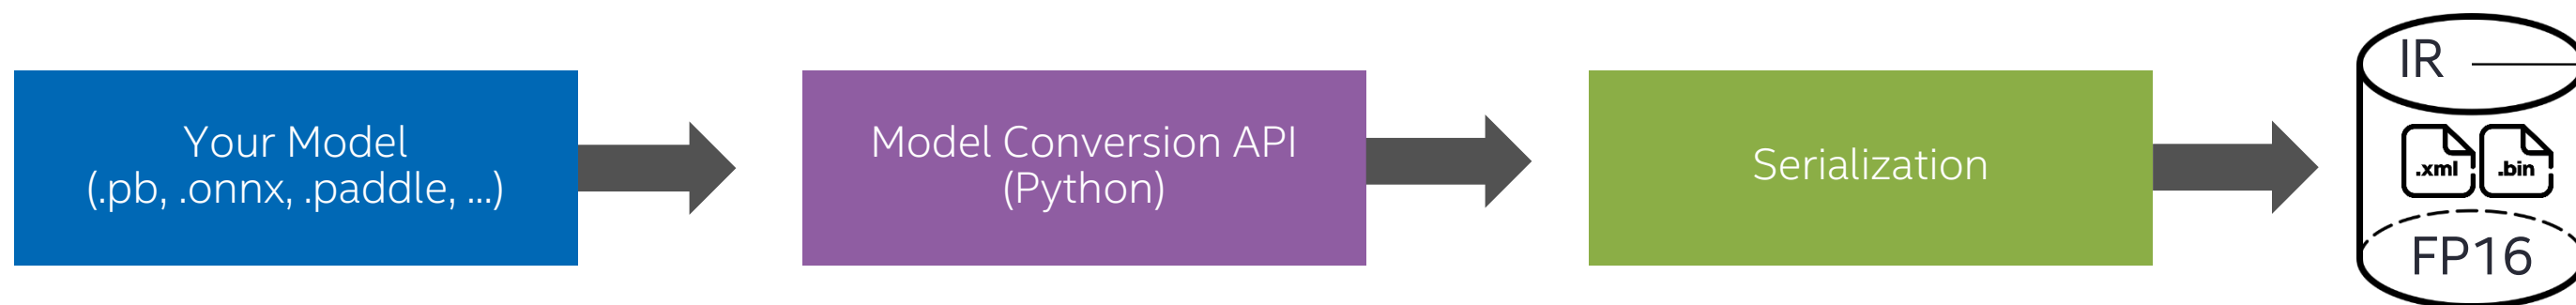 Your Model
(.pb, .onnx, .paddle, ...)
Model Conversion API
(Python)
Serialization
IR
.xml
.bin
FP16